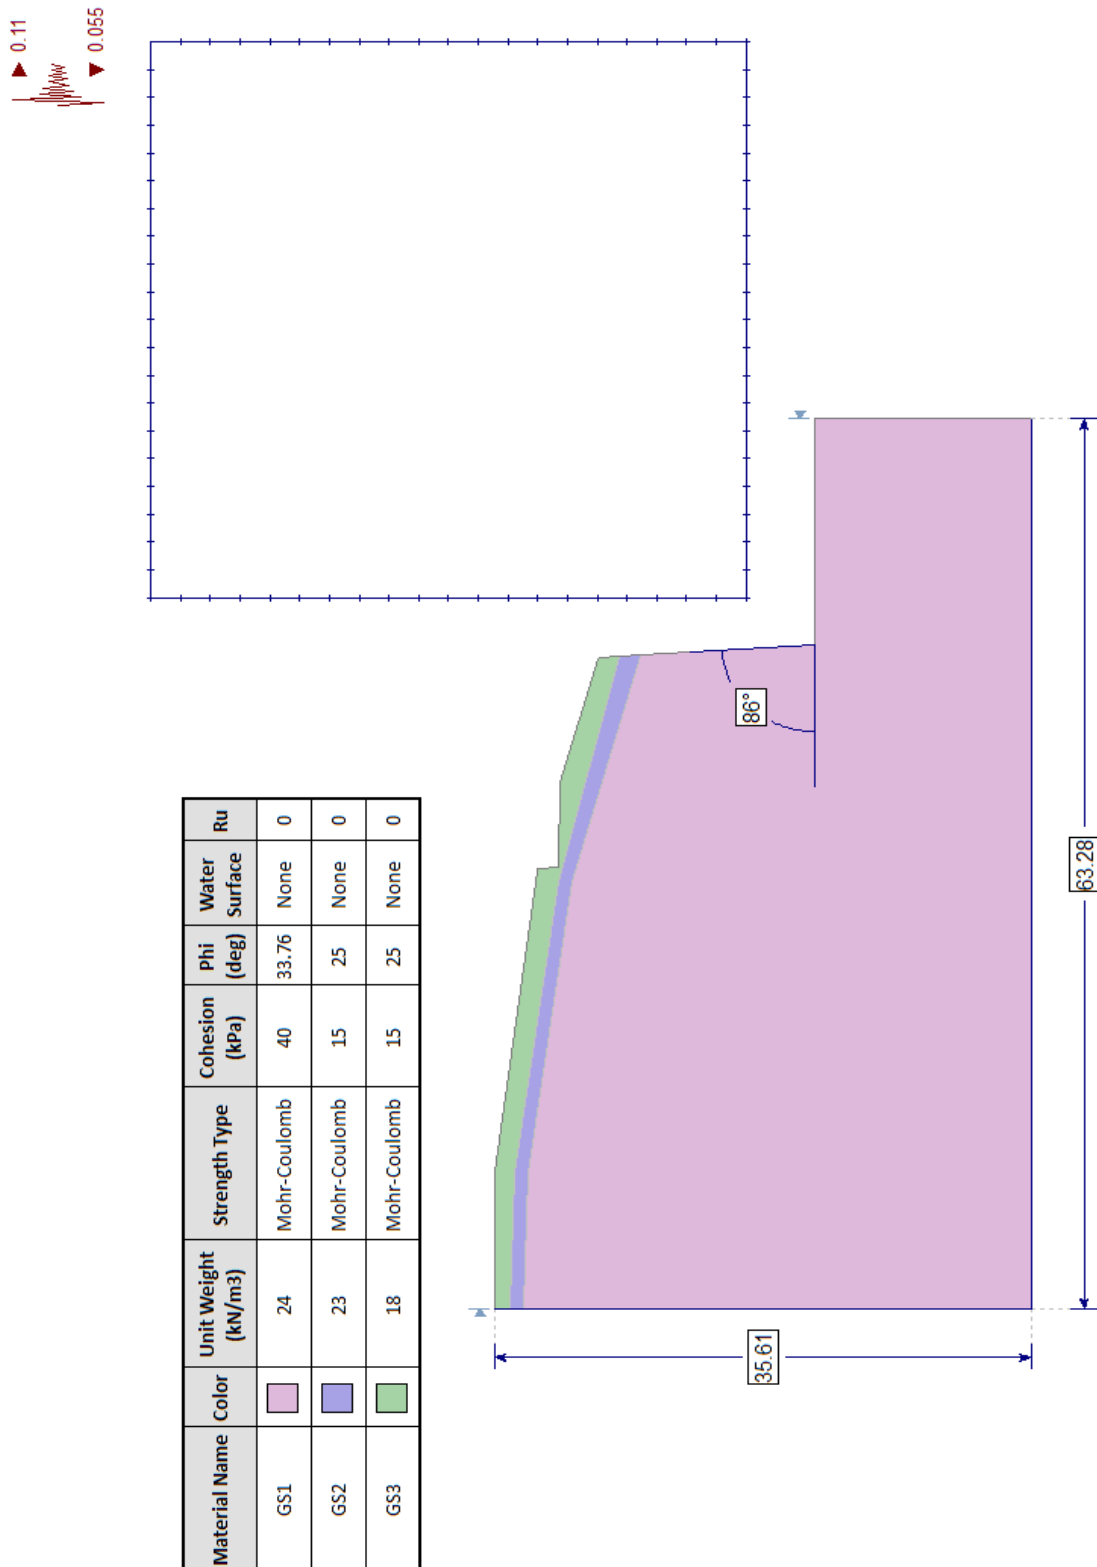 Material Name Color Unit Weight (kN/m3) Strength Type Cohesion (kPa) Phi (deg) Water Surface Ru
GS1 24 Mohr-Coulomb 40 33.76 None 0
GS2 23 Mohr-Coulomb 15 25 None 0
GS3 18 Mohr-Coulomb 15 25 None 0
0.11
0.055
86°
35.61
63.28